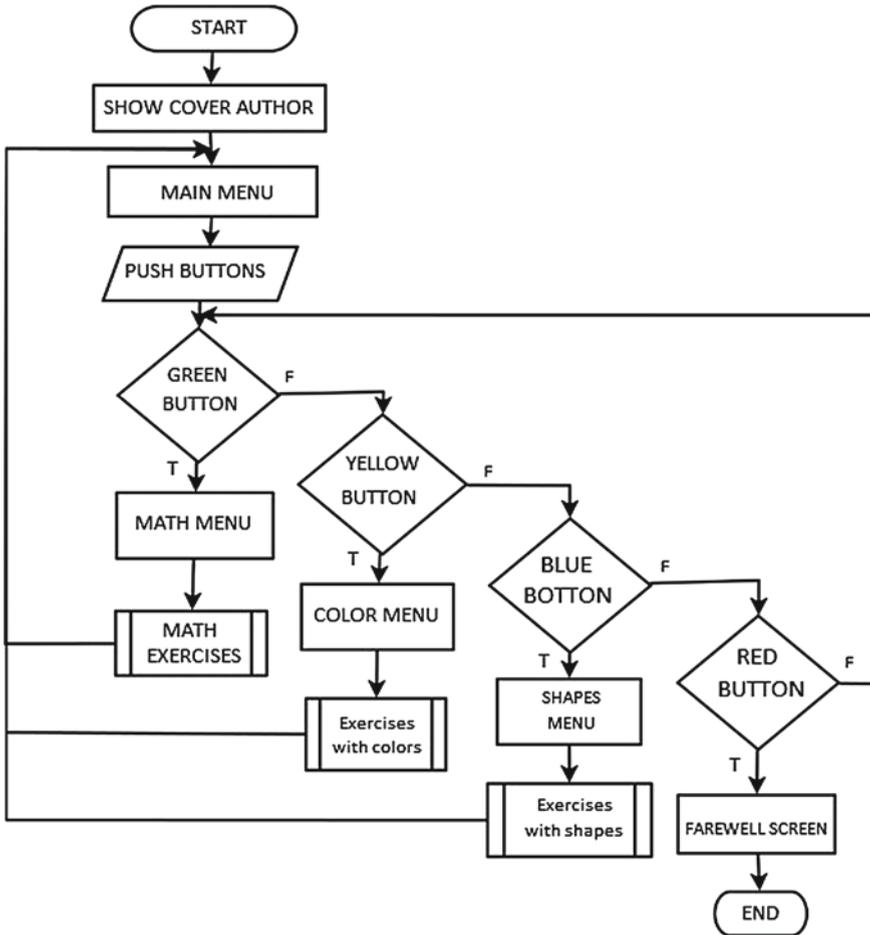 START
SHOW COVER AUTHOR
MAIN MENU
PUSH BUTTONS
GREEN
BUTTON
F
T
YELLOW
BUTTON
F
T
MATH MENU
BLUE
BOTTON
F
T
COLOR MENU
MATH
EXERCISES
RED
BUTTON
F
T
SHAPES
MENU
Exercises
with colors
Exercises
with shapes
FAREWELL SCREEN
END